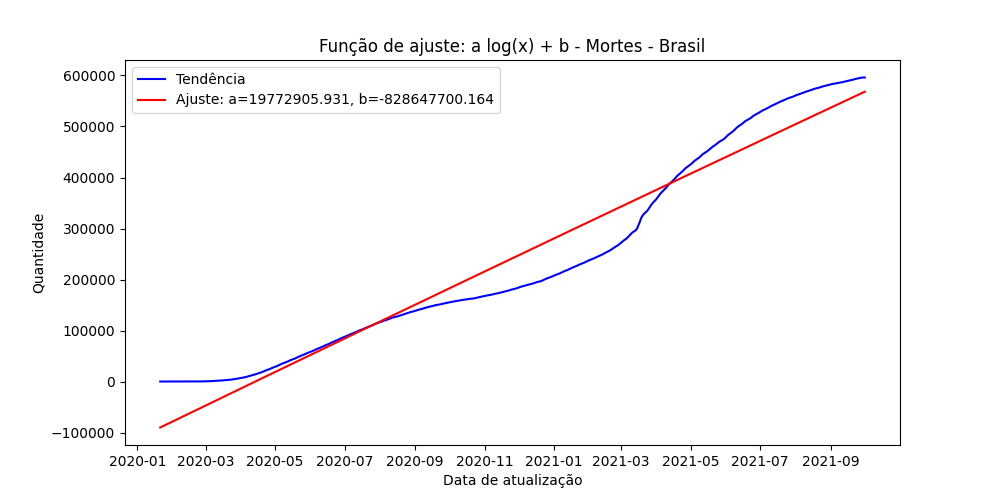 Função de ajuste: a log(x) + b - Mortes - Brasil
Tendência
Ajuste: a=19772905.931, b=-828647700.164
600000
500000
400000
300000
200000
100000
0
−100000
Quantidade
2020-01 2020-03 2020-05 2020-07 2020-09 2020-11 2021-01 2021-03 2021-05 2021-07 2021-09
Data de atualização